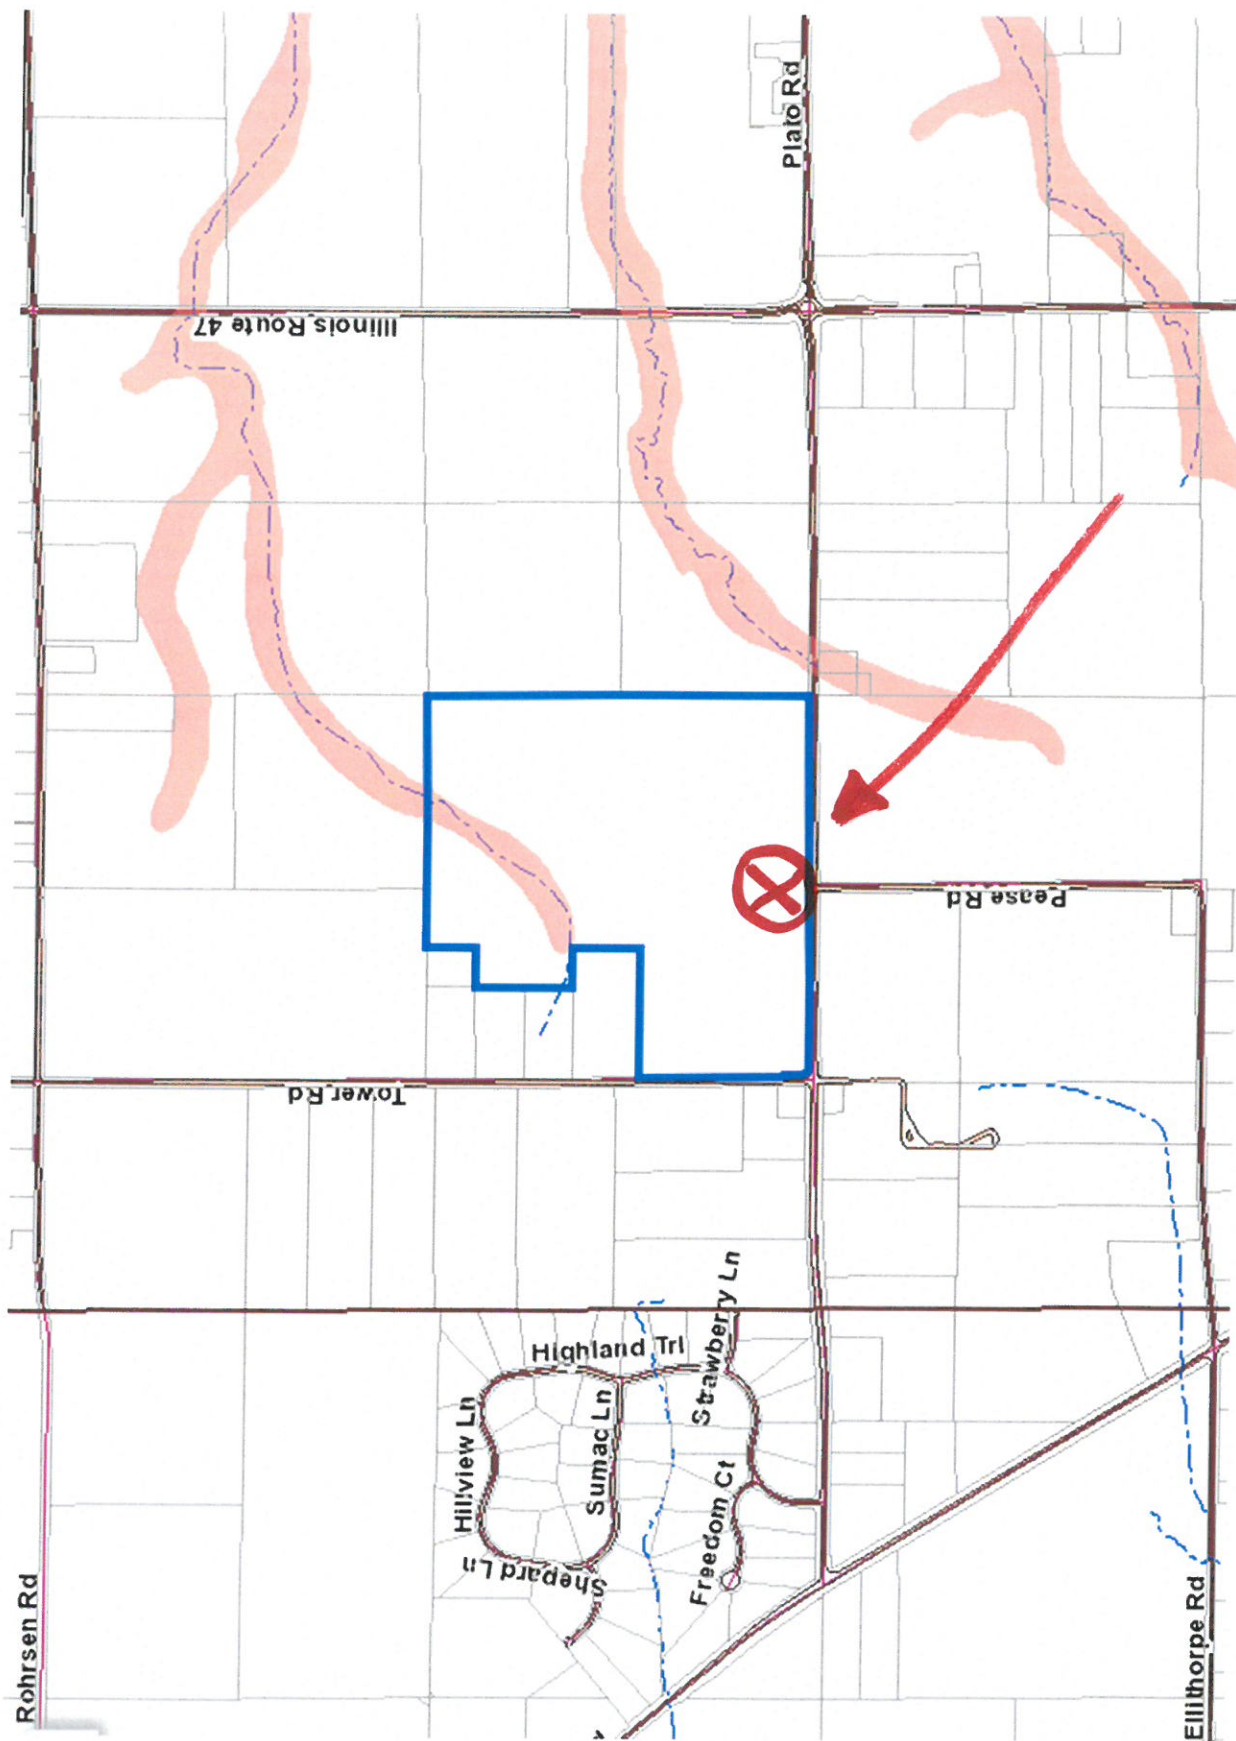 Plato Rd
Illinois Route 47
Pease Rd
Tower Rd
Strawberry Ln
Highland Trl
Hillview Ln
Sumac Ln
Freedom Ct
Shepard Ln
Rohrsen Rd
Ellithorpe Rd